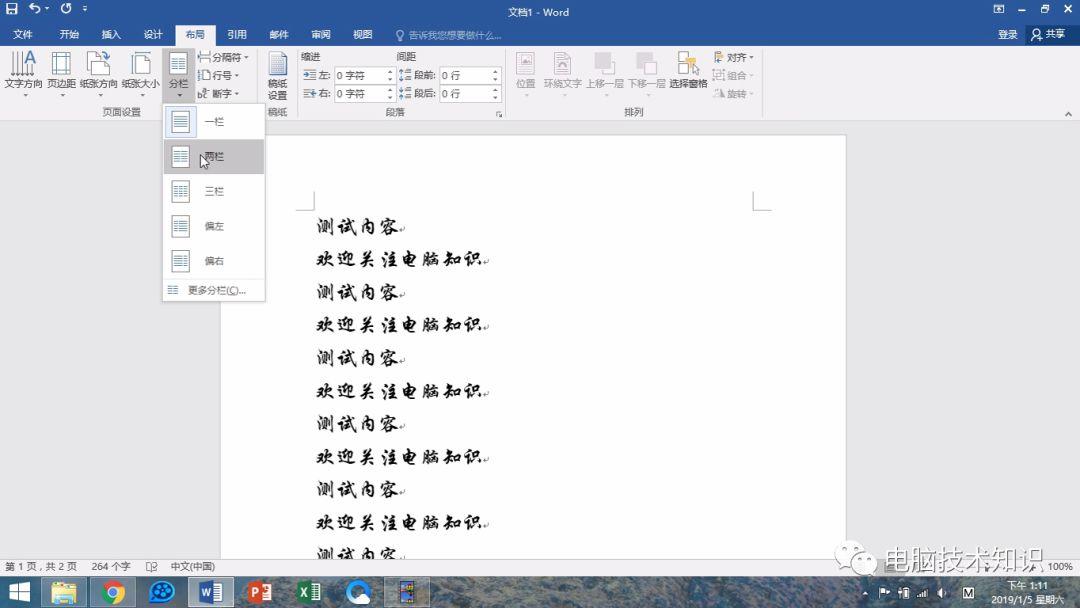 文档1 - Word
文件 开始 插入 设计 布局 引用 邮件 审阅 视图 告诉我您想要做什么... 登录 共享
文字方向 页边距 纸张方向 纸张大小 分栏
分隔符
行号
断字
页面设置
稿纸
设置
稿纸
缩进 间距
左: 0 字符 段前: 0 行
右: 0 字符 段后: 0 行
段落
位置 环绕文字 上移一层 下移一层 选择窗格
对齐
组合
旋转
排列
一栏
两栏
三栏
偏左
偏右
更多分栏(C)...
测试内容
欢迎关注电脑知识
测试内容
欢迎关注电脑知识
测试内容
欢迎关注电脑知识
测试内容
欢迎关注电脑知识
测试内容
欢迎关注电脑知识
测试内容
电脑技术知识
第 1 页，共 2 页 264 个字 中文(中国) 100%
下午 1:11
2019/1/5 星期六